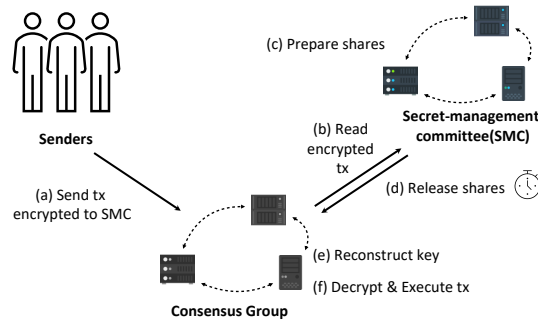 (c) Prepare shares
Senders
Secret-management
committee(SMC)
(b) Read
encrypted
tx
(a) Send tx
encrypted to SMC
(d) Release shares
(e) Reconstruct key
(f) Decrypt & Execute tx
Consensus Group